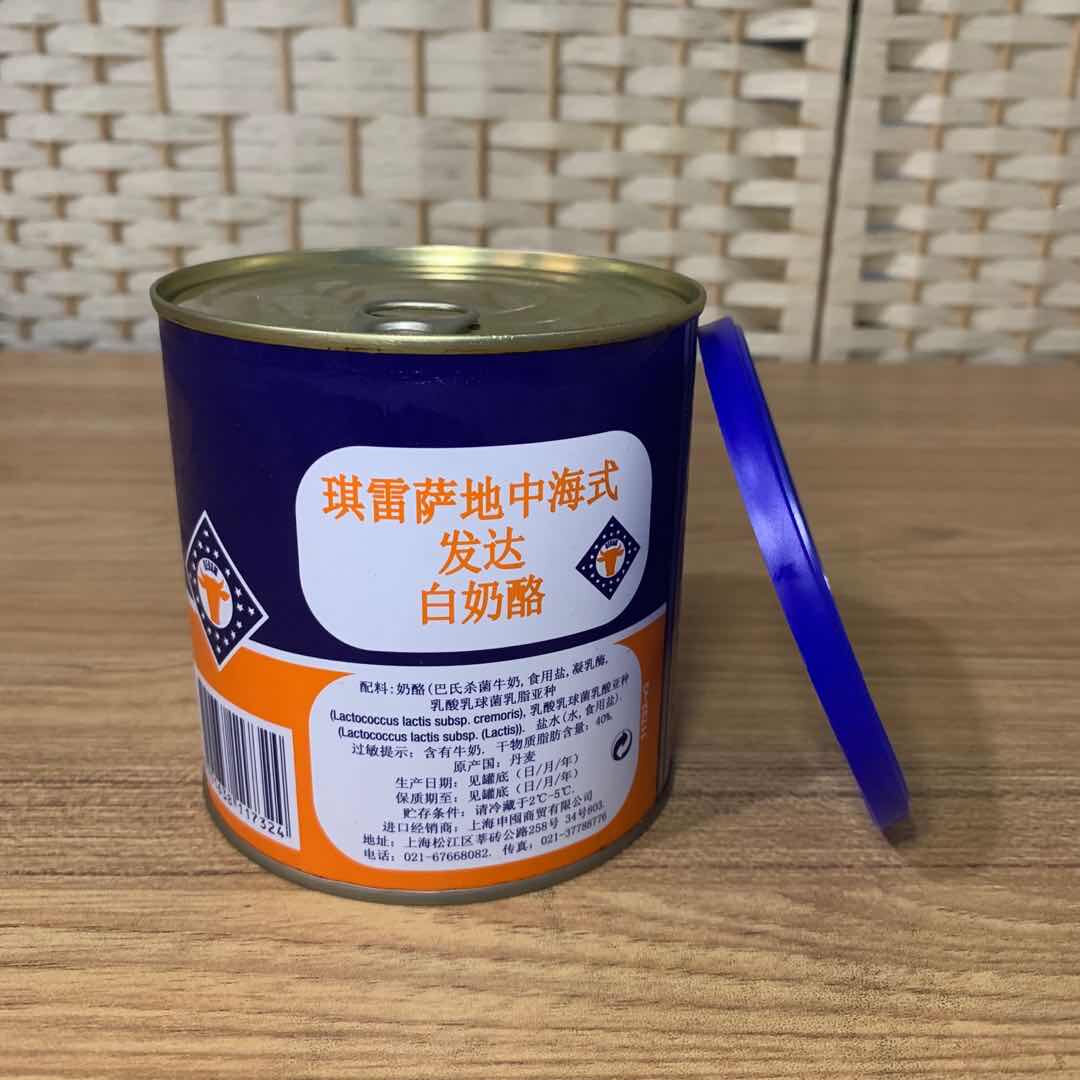 琪雷萨地中海式
发达
白奶酪
配料:奶酪(巴氏杀菌牛奶,食用盐,凝乳酶,
乳酸乳球菌乳脂亚种
(Lactococcus lactis subsp. cremoris), 乳酸乳球菌乳酸亚种
(Lactococcus lactis subsp. (Lactis)). 盐水(水,食用盐).
过敏提示:含有牛奶. 干物质脂肪含量:40%.
原产国:丹麦
生产日期:见罐底(日/月/年)
保质期至:见罐底(日/月/年)
贮存条件:请冷藏于2℃-5℃.
进口经销商:上海申囤商贸有限公司
地址:上海松江区莘砖公路258号 34号803.
电话:021-67668082. 传真:021-37788776
117324